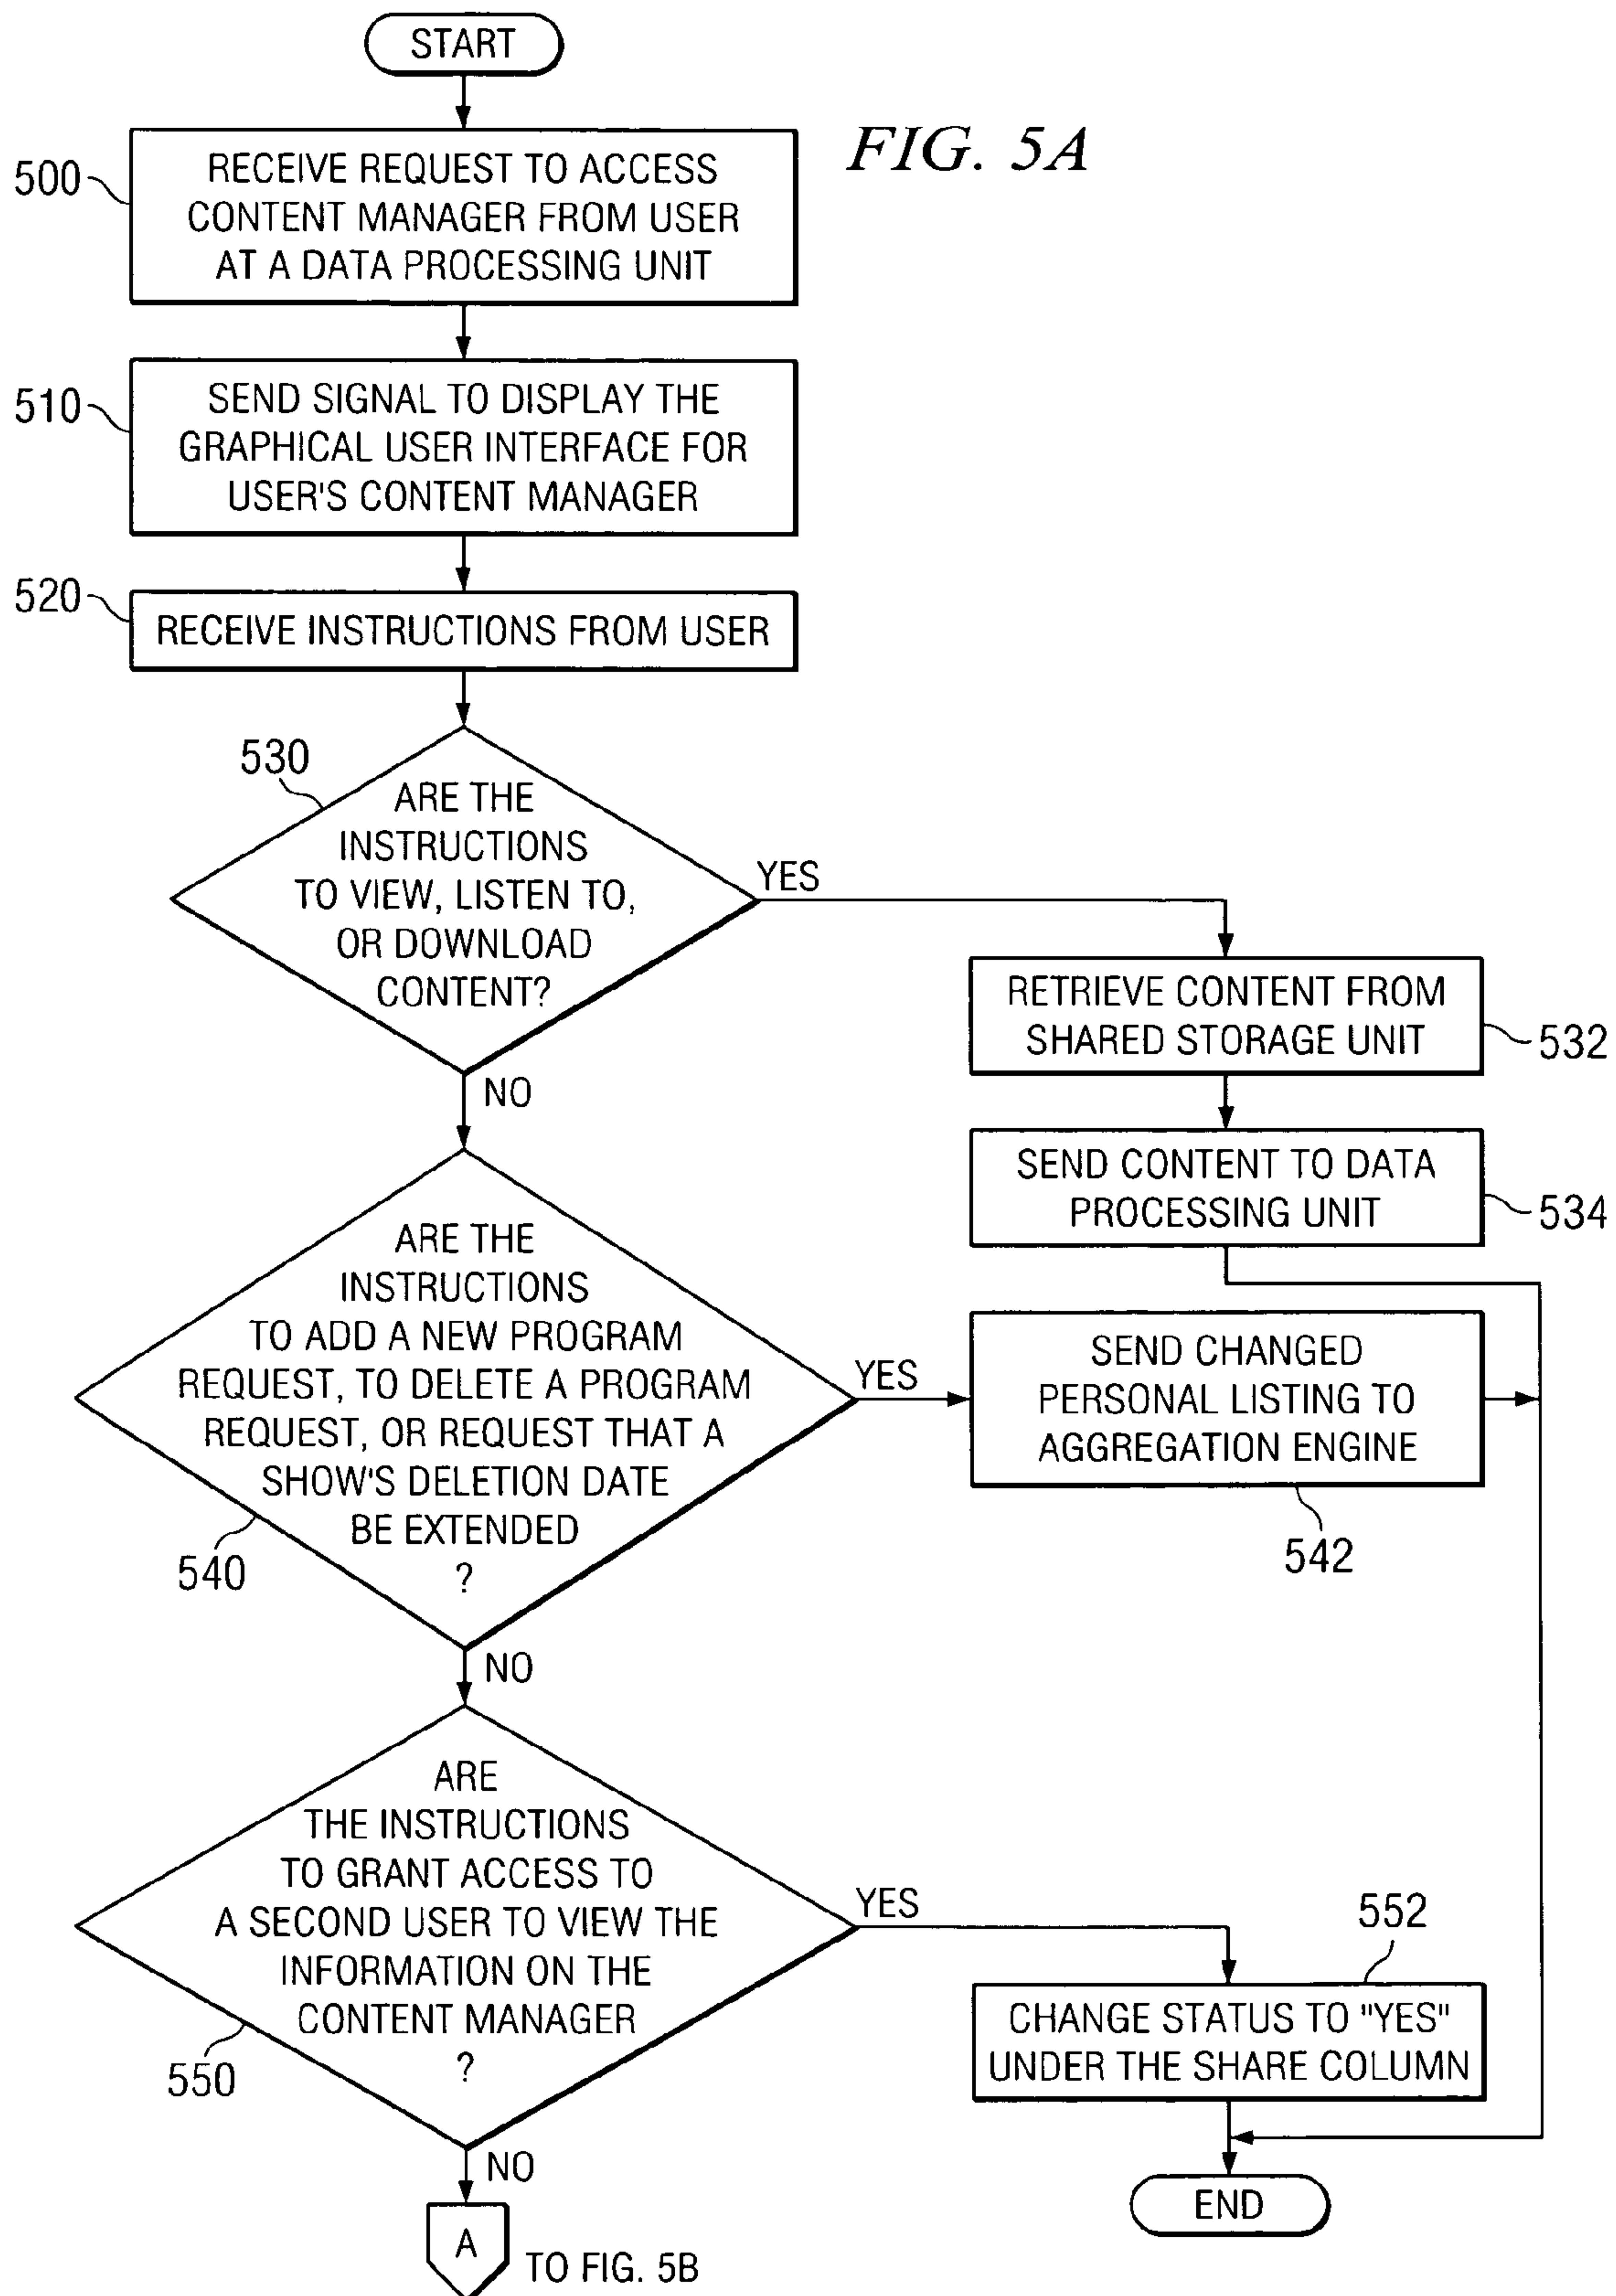 START
FIG. 5A
500
RECEIVE REQUEST TO ACCESS
CONTENT MANAGER FROM USER
AT A DATA PROCESSING UNIT
510
SEND SIGNAL TO DISPLAY THE
GRAPHICAL USER INTERFACE FOR
USER'S CONTENT MANAGER
520
RECEIVE INSTRUCTIONS FROM USER
530
ARE THE
INSTRUCTIONS
TO VIEW, LISTEN TO,
OR DOWNLOAD
CONTENT?
YES
NO
RETRIEVE CONTENT FROM
SHARED STORAGE UNIT
532
SEND CONTENT TO DATA
PROCESSING UNIT
534
ARE THE
INSTRUCTIONS
TO ADD A NEW PROGRAM
REQUEST, TO DELETE A PROGRAM
REQUEST, OR REQUEST THAT A
SHOW'S DELETION DATE
BE EXTENDED
?
540
YES
NO
SEND CHANGED
PERSONAL LISTING TO
AGGREGATION ENGINE
542
ARE
THE INSTRUCTIONS
TO GRANT ACCESS TO
A SECOND USER TO VIEW THE
INFORMATION ON THE
CONTENT MANAGER
?
550
YES
NO
552
CHANGE STATUS TO "YES"
UNDER THE SHARE COLUMN
END
A
TO FIG. 5B